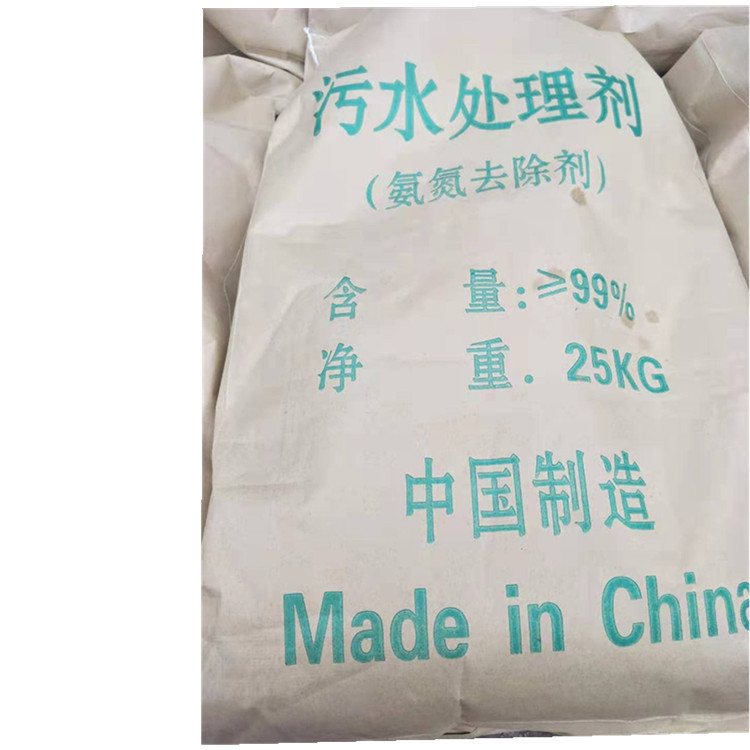 污水处理剂
(氨氮去除剂)
含 量:≥99%
净 重. 25KG
中国制造
Made in China